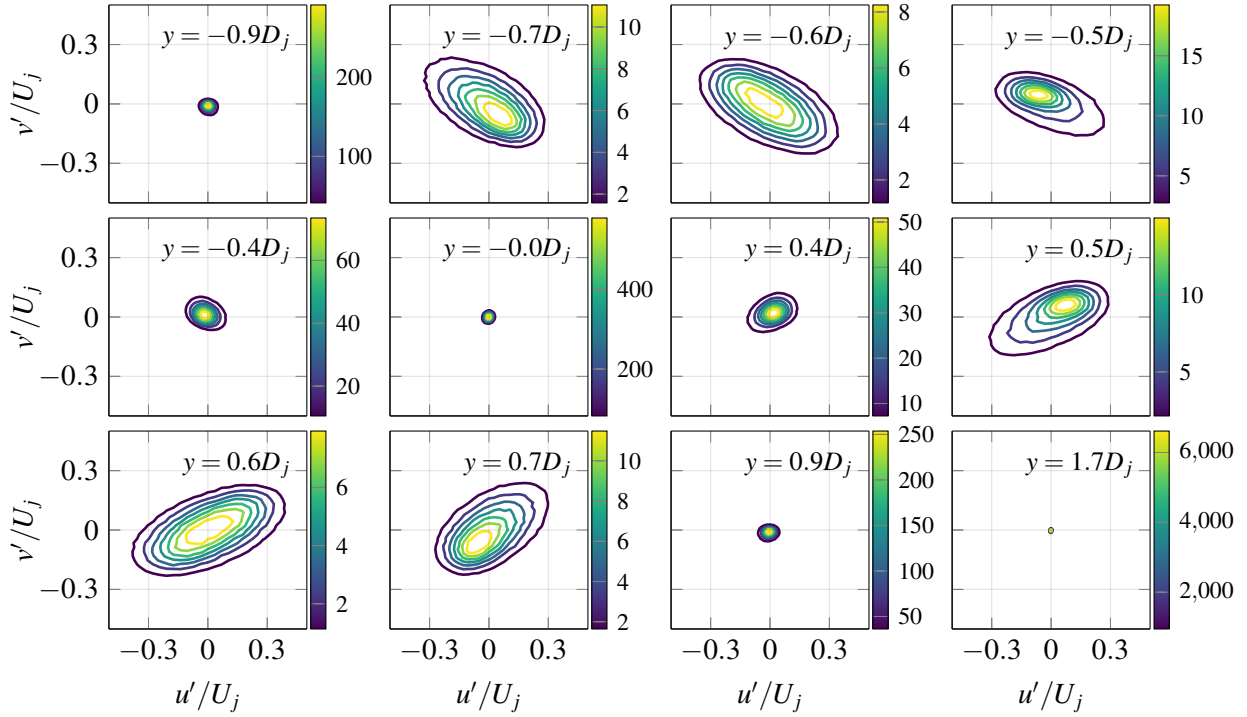 y = −0.9D_j
y = −0.7D_j
y = −0.6D_j
y = −0.5D_j
0.3
0
−0.3
v′/U_j
200
100
10
8
6
4
2
8
6
4
2
15
10
5
y = −0.4D_j
y = −0.0D_j
y = 0.4D_j
y = 0.5D_j
0.3
0
−0.3
v′/U_j
60
40
20
400
200
50
40
30
20
10
10
5
y = 0.6D_j
y = 0.7D_j
y = 0.9D_j
y = 1.7D_j
0.3
0
−0.3
v′/U_j
6
4
2
10
8
6
4
2
250
200
150
100
50
6,000
4,000
2,000
−0.3 0 0.3
−0.3 0 0.3
−0.3 0 0.3
−0.3 0 0.3
u′/U_j
u′/U_j
u′/U_j
u′/U_j